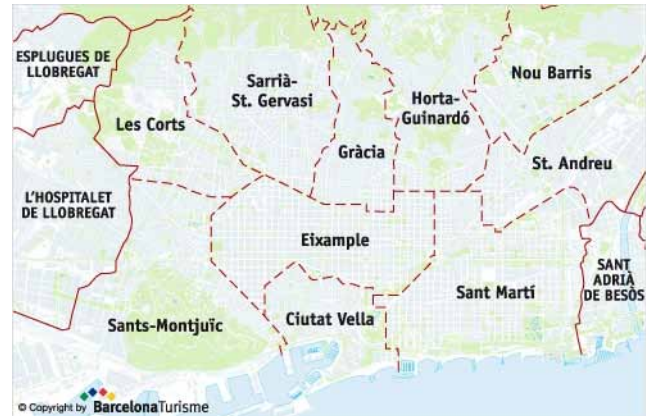 ESPLUGUES DE
LLOBREGAT
Sarrià-
St. Gervasi
Nou Barris
Horta-
Guinardó
Les Corts
Gràcia
St. Andreu
L'HOSPITALET
DE LLOBREGAT
Eixample
SANT
ADRIÀ
DE BESÒS
Sant Martí
Sants-Montjuïc
Ciutat Vella
© Copyright by BarcelonaTurisme